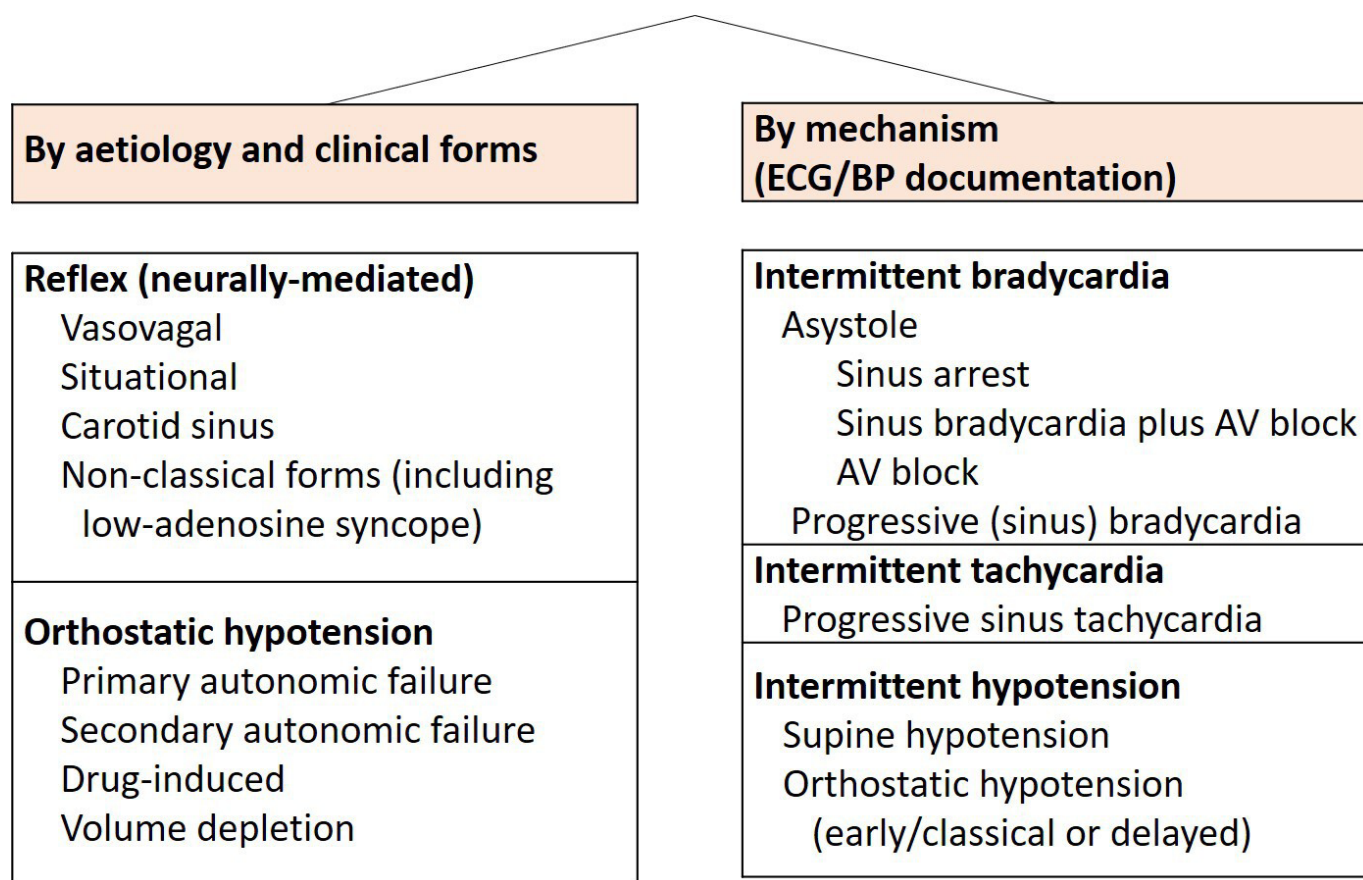 By aetiology and clinical forms
Reflex (neurally-mediated)
Vasovagal
Situational
Carotid sinus
Non-classical forms (including
low-adenosine syncope)
Orthostatic hypotension
Primary autonomic failure
Secondary autonomic failure
Drug-induced
Volume depletion
By mechanism
(ECG/BP documentation)
Intermittent bradycardia
Asystole
Sinus arrest
Sinus bradycardia plus AV block
AV block
Progressive (sinus) bradycardia
Intermittent tachycardia
Progressive sinus tachycardia
Intermittent hypotension
Supine hypotension
Orthostatic hypotension
(early/classical or delayed)